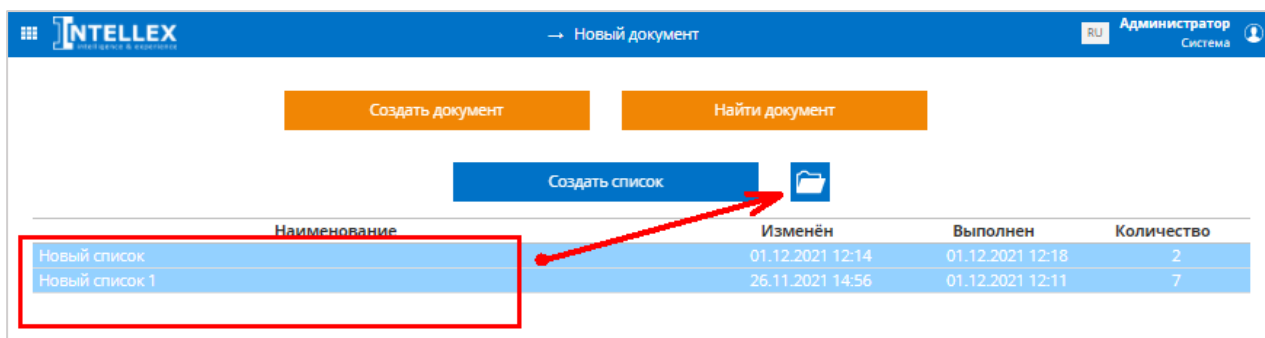 INTELLEX
intelligence & experience
→ Новый документ
RU
Администратор
Система
Создать документ
Найти документ
Создать список
Наименование Изменён Выполнен Количество
Новый список 01.12.2021 12:14 01.12.2021 12:18 2
Новый список 1 26.11.2021 14:56 01.12.2021 12:11 7